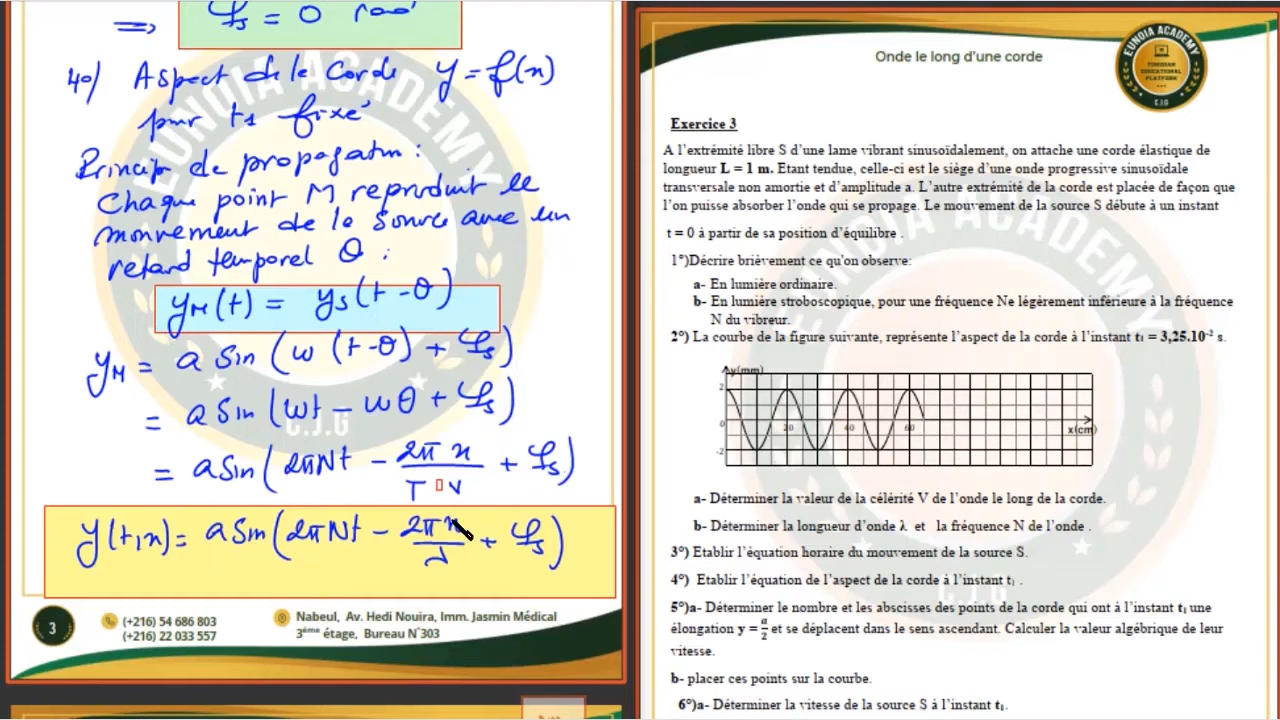 => φs = 0 rad
4°) Aspect de la Corde y = f(x)
pour t1 fixé
Princip de propagatn :
Chaque point M reproduit le
mouvement de la source avec un
retard temporel θ :
yM(t) = yS(t - θ)
yM = a sin(w(t-θ) + φs)
= a sin(wt - wθ + φs)
= a sin(2πNt - 2πx/T·V + φs)
y(t,x) = a sin(2πNt - 2πx/λ + φs)
3
(+216) 54 686 803
(+216) 22 033 557
Nabeul, Av. Hedi Nouira, Imm. Jasmin Médical
3ème étage, Bureau N°303
EUNOIA ACADEMY
C.J.G
Onde le long d'une corde
EUNOIA ACADEMY
TUNISIAN
EDUCATIONAL
PLATFORM
C.J.G
Exercice 3
A l'extrémité libre S d'une lame vibrant sinusoïdalement, on attache une corde élastique de
longueur L = 1 m. Etant tendue, celle-ci est le siège d'une onde progressive sinusoïdale
transversale non amortie et d'amplitude a. L'autre extrémité de la corde est placée de façon que
l'on puisse absorber l'onde qui se propage. Le mouvement de la source S débute à un instant
t = 0 à partir de sa position d'équilibre .
1°)Décrire brièvement ce qu'on observe:
a- En lumière ordinaire.
b- En lumière stroboscopique, pour une fréquence Ne légèrement inférieure à la fréquence
N du vibreur.
2°) La courbe de la figure suivante, représente l'aspect de la corde à l'instant t1 = 3,25.10-2 s.
y(mm)
2
0
-2
20
40
60
x(cm)
a- Déterminer la valeur de la célérité V de l'onde le long de la corde.
b- Déterminer la longueur d'onde λ et la fréquence N de l'onde .
3°) Etablir l'équation horaire du mouvement de la source S.
4°) Etablir l'équation de l'aspect de la corde à l'instant t1 .
5°)a- Déterminer le nombre et les abscisses des points de la corde qui ont à l'instant t1 une
élongation y = a/2 et se déplacent dans le sens ascendant. Calculer la valeur algébrique de leur
vitesse.
b- placer ces points sur la courbe.
6°)a- Déterminer la vitesse de la source S à l'instant t1.